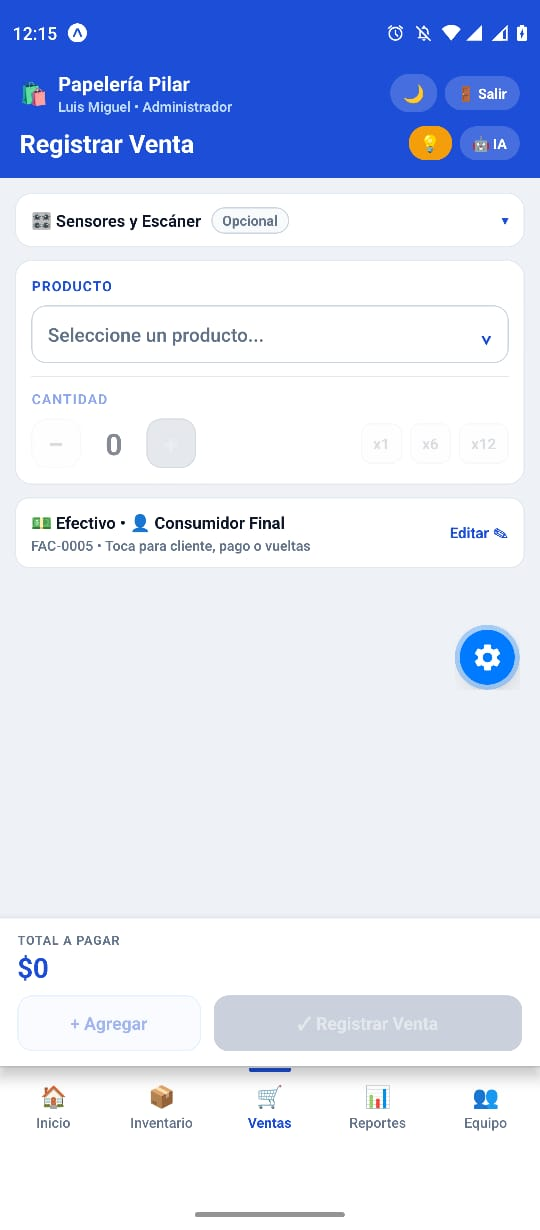 12:15
Papelería Pilar
Luis Miguel • Administrador
Salir
Registrar Venta
IA
Sensores y Escáner Opcional
PRODUCTO
Seleccione un producto...
CANTIDAD
− 0 +
x1 x6 x12
Efectivo • Consumidor Final
FAC-0005 • Toca para cliente, pago o vueltas
Editar ✎
TOTAL A PAGAR
$0
+ Agregar
✓ Registrar Venta
Inicio Inventario Ventas Reportes Equipo